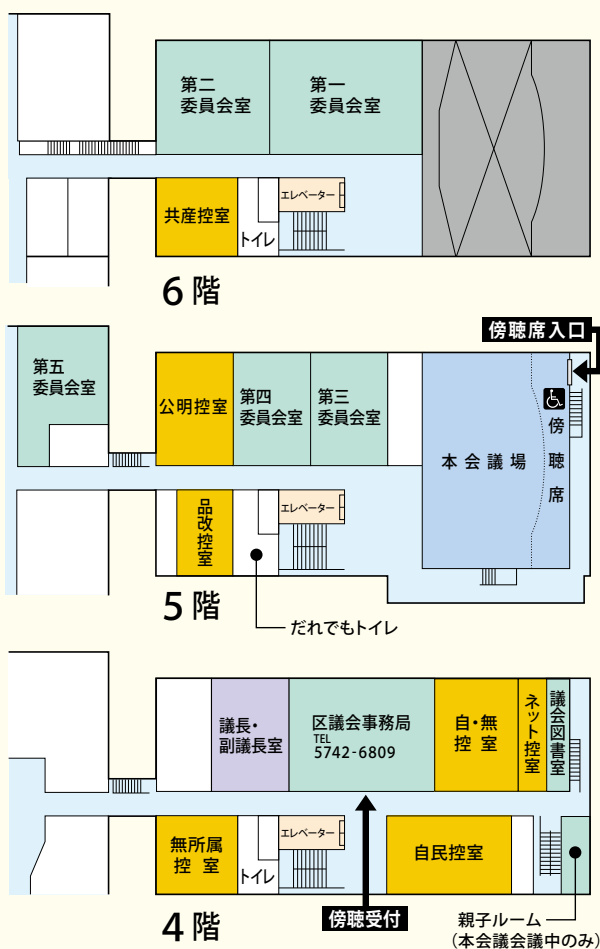 第二
委員会室
第一
委員会室
共産控室
トイレ
エレベーター
6階
傍聴席入口
第五
委員会室
公明控室
第四
委員会室
第三
委員会室
本会議場
傍聴席
品改控室
エレベーター
5階
だれでもトイレ
議長・
副議長室
区議会事務局
TEL
5742-6809
自・無
控室
ネット控室
議会図書室
無所属
控室
トイレ
エレベーター
自民控室
4階
傍聴受付
親子ルーム
(本会議会議中のみ)